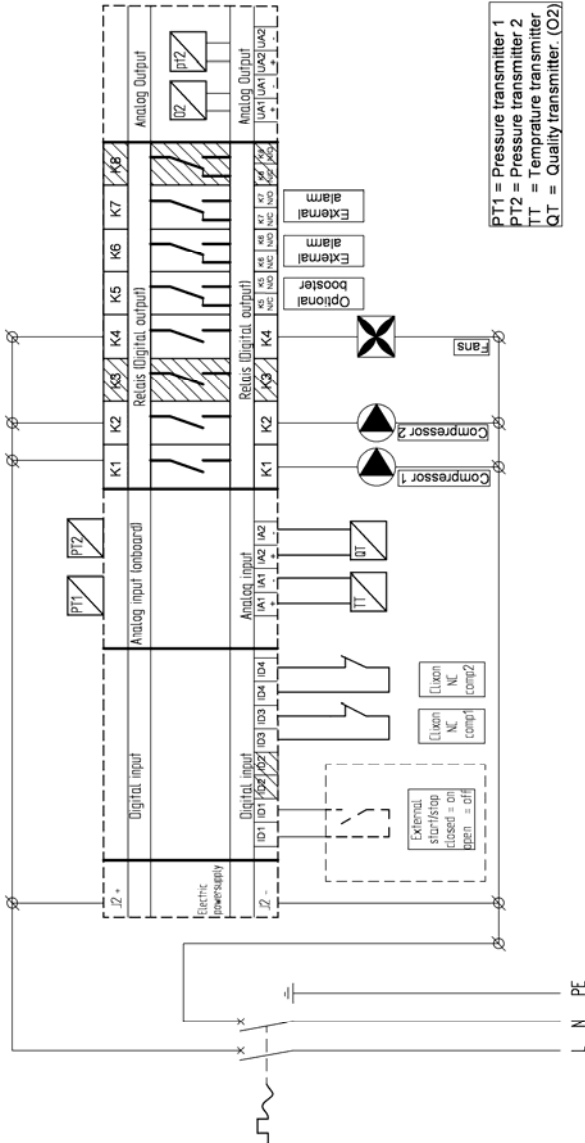 PT1
PT2
J2 +
Digital input
Analog input (onboard)
K1
K2
K3
K4
K5
K6
K7
K8
Relais (Digital output)
Analog Output
O2
pt2
Electric
powersupply
Digital input
Analog input
Relais (Digital output)
Analog Output
J2 -
ID1
ID1
ID2
ID2
ID3
ID3
ID4
ID4
IA1
+
IA1
-
IA2
+
IA2
-
K1
K2
K3
K4
K5
N/C
K5
N/O
K6
N/C
K6
N/O
K7
N/C
K7
N/O
K8
N/C
K8
N/O
UA1
+
UA1
-
UA2
+
UA2
-
External
start/stop
closed = on
open = off
Clixon
NC
comp1
Clixon
NC
comp2
TT
QT
Compressor 1
Compressor 2
Fans
Optional
booster
External
alarm
External
alarm
L
N
PE
PT1 = Pressure transmitter 1
PT2 = Pressure transmitter 2
TT = Temprature transmitter
QT = Quality transmitter. (O2)